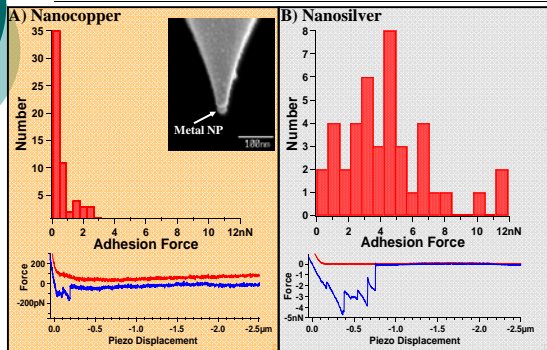 A) Nanocopper
35
30
25
20
15
10
5
Number
0 2 4 6 8 10 12nN
Adhesion Force
Metal NP
100nm
200
0
-200pN
Force
0.0 -0.5 -1.0 -1.5 -2.0 -2.5µm
Piezo Displacement
B) Nanosilver
8
7
6
5
4
3
2
1
0
Number
0 2 4 6 8 10 12nN
Adhesion Force
0
-1
-2
-3
-4
-5nN
Force
0.0 -0.5 -1.0 -1.5 -2.0 -2.5µm
Piezo Displacement